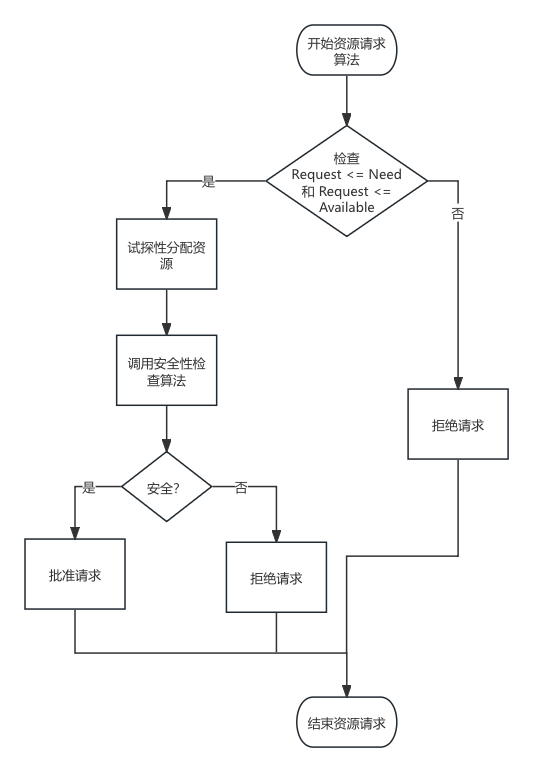 开始资源请求
算法
检查
Request <= Need
和 Request <=
Available
是
否
试探性分配资
源
调用安全性检
查算法
拒绝请求
安全?
是
否
批准请求
拒绝请求
结束资源请求